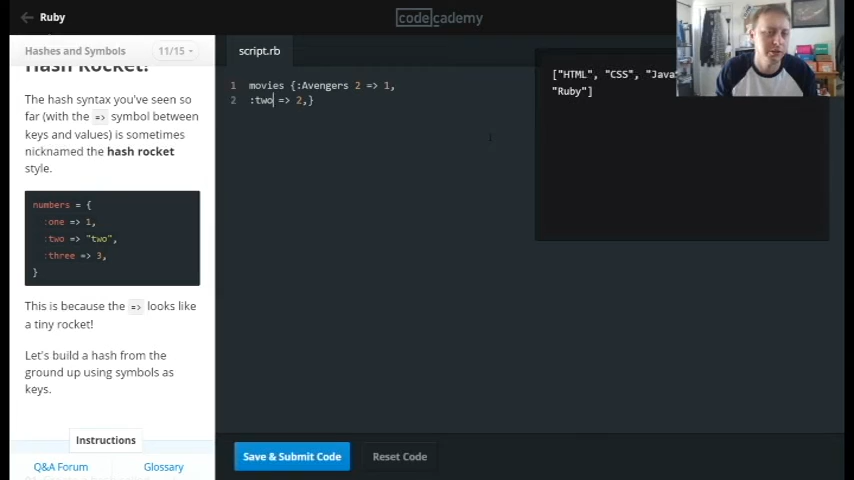 Ruby
codecademy
Hashes and Symbols
11/15
Hash Rocket!
The hash syntax you've seen so
far (with the => symbol between
keys and values) is sometimes
nicknamed the hash rocket
style.
numbers = {
:one => 1,
:two => "two",
:three => 3,
}
This is because the => looks like
a tiny rocket!
Let's build a hash from the
ground up using symbols as
keys.
Instructions
Q&A Forum
Glossary
script.rb
1 movies {:Avengers 2 => 1,
2 :two => 2,}
Save & Submit Code
Reset Code
["HTML", "CSS", "Java
"Ruby"]